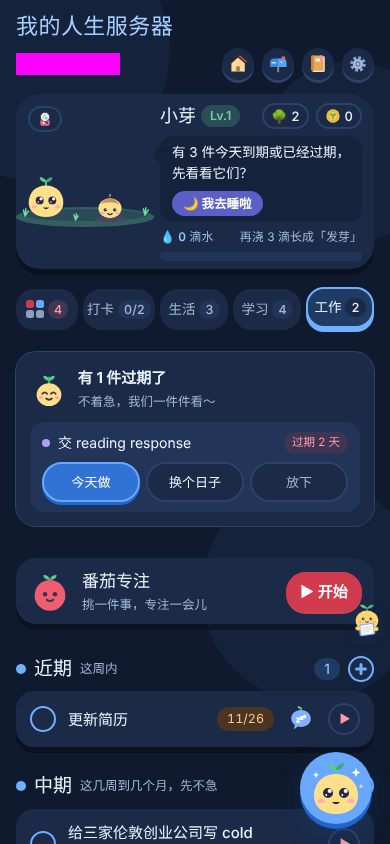 我的人生服务器
小芽 Lv.1 2 0
有 3 件今天到期或已经过期，
先看看它们？
我去睡啦
0 滴水 再浇 3 滴长成「发芽」
4 打卡 0/2 生活 3 学习 4 工作 2
有 1 件过期了
不着急，我们一件件看～
交 reading response 过期 2 天
今天做 换个日子 放下
番茄专注
挑一件事，专注一会儿
开始
近期 这周内 1
更新简历 11/26
中期 这几周到几个月，先不急
给三家伦敦创业公司写 cold